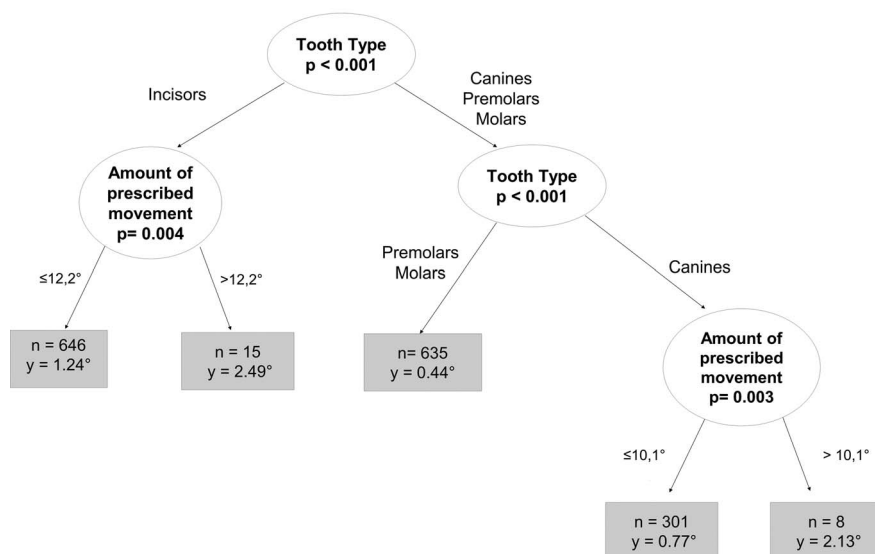 Tooth Type
p < 0.001
Incisors
Canines
Premolars
Molars
Amount of
prescribed
movement
p= 0.004
Tooth Type
p < 0.001
≤12,2°
>12,2°
Premolars
Molars
Canines
n = 646
y = 1.24°
n = 15
y = 2.49°
n= 635
y = 0.44°
Amount of
prescribed
movement
p= 0.003
≤10,1°
> 10,1°
n = 301
y = 0.77°
n = 8
y = 2.13°